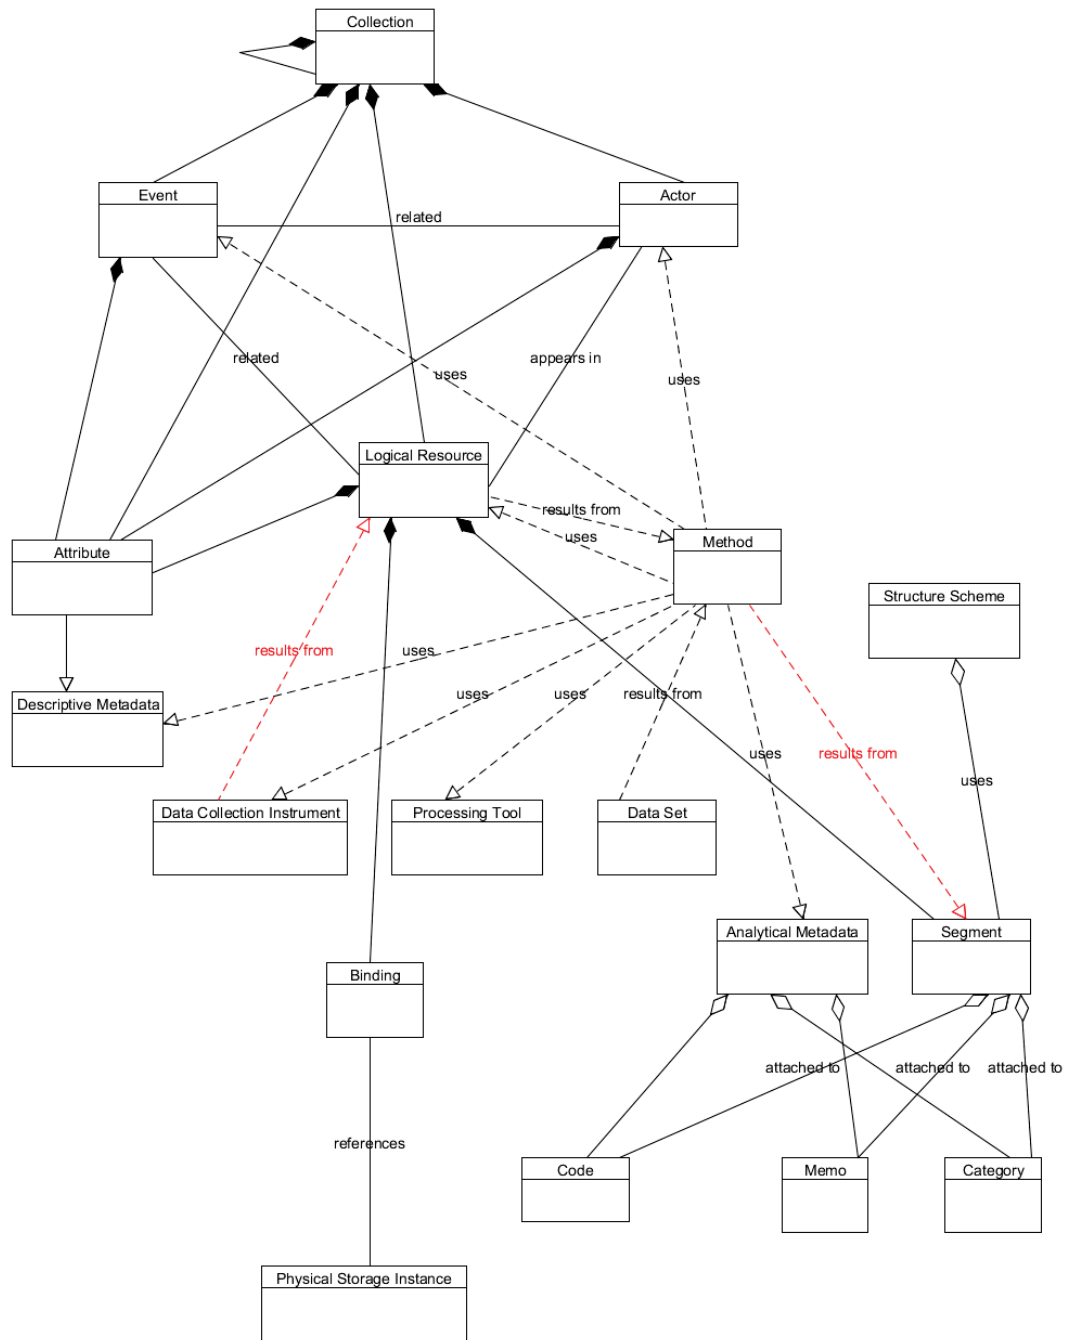 Collection
Event
Actor
related
related
uses
appears in
uses
Logical Resource
results from
uses
Method
Attribute
Structure Scheme
results from
uses
Descriptive Metadata
uses
uses
results from
uses
results from
uses
Data Collection Instrument
Processing Tool
Data Set
Analytical Metadata
Segment
Binding
attached to
attached to
attached to
references
Code
Memo
Category
Physical Storage Instance